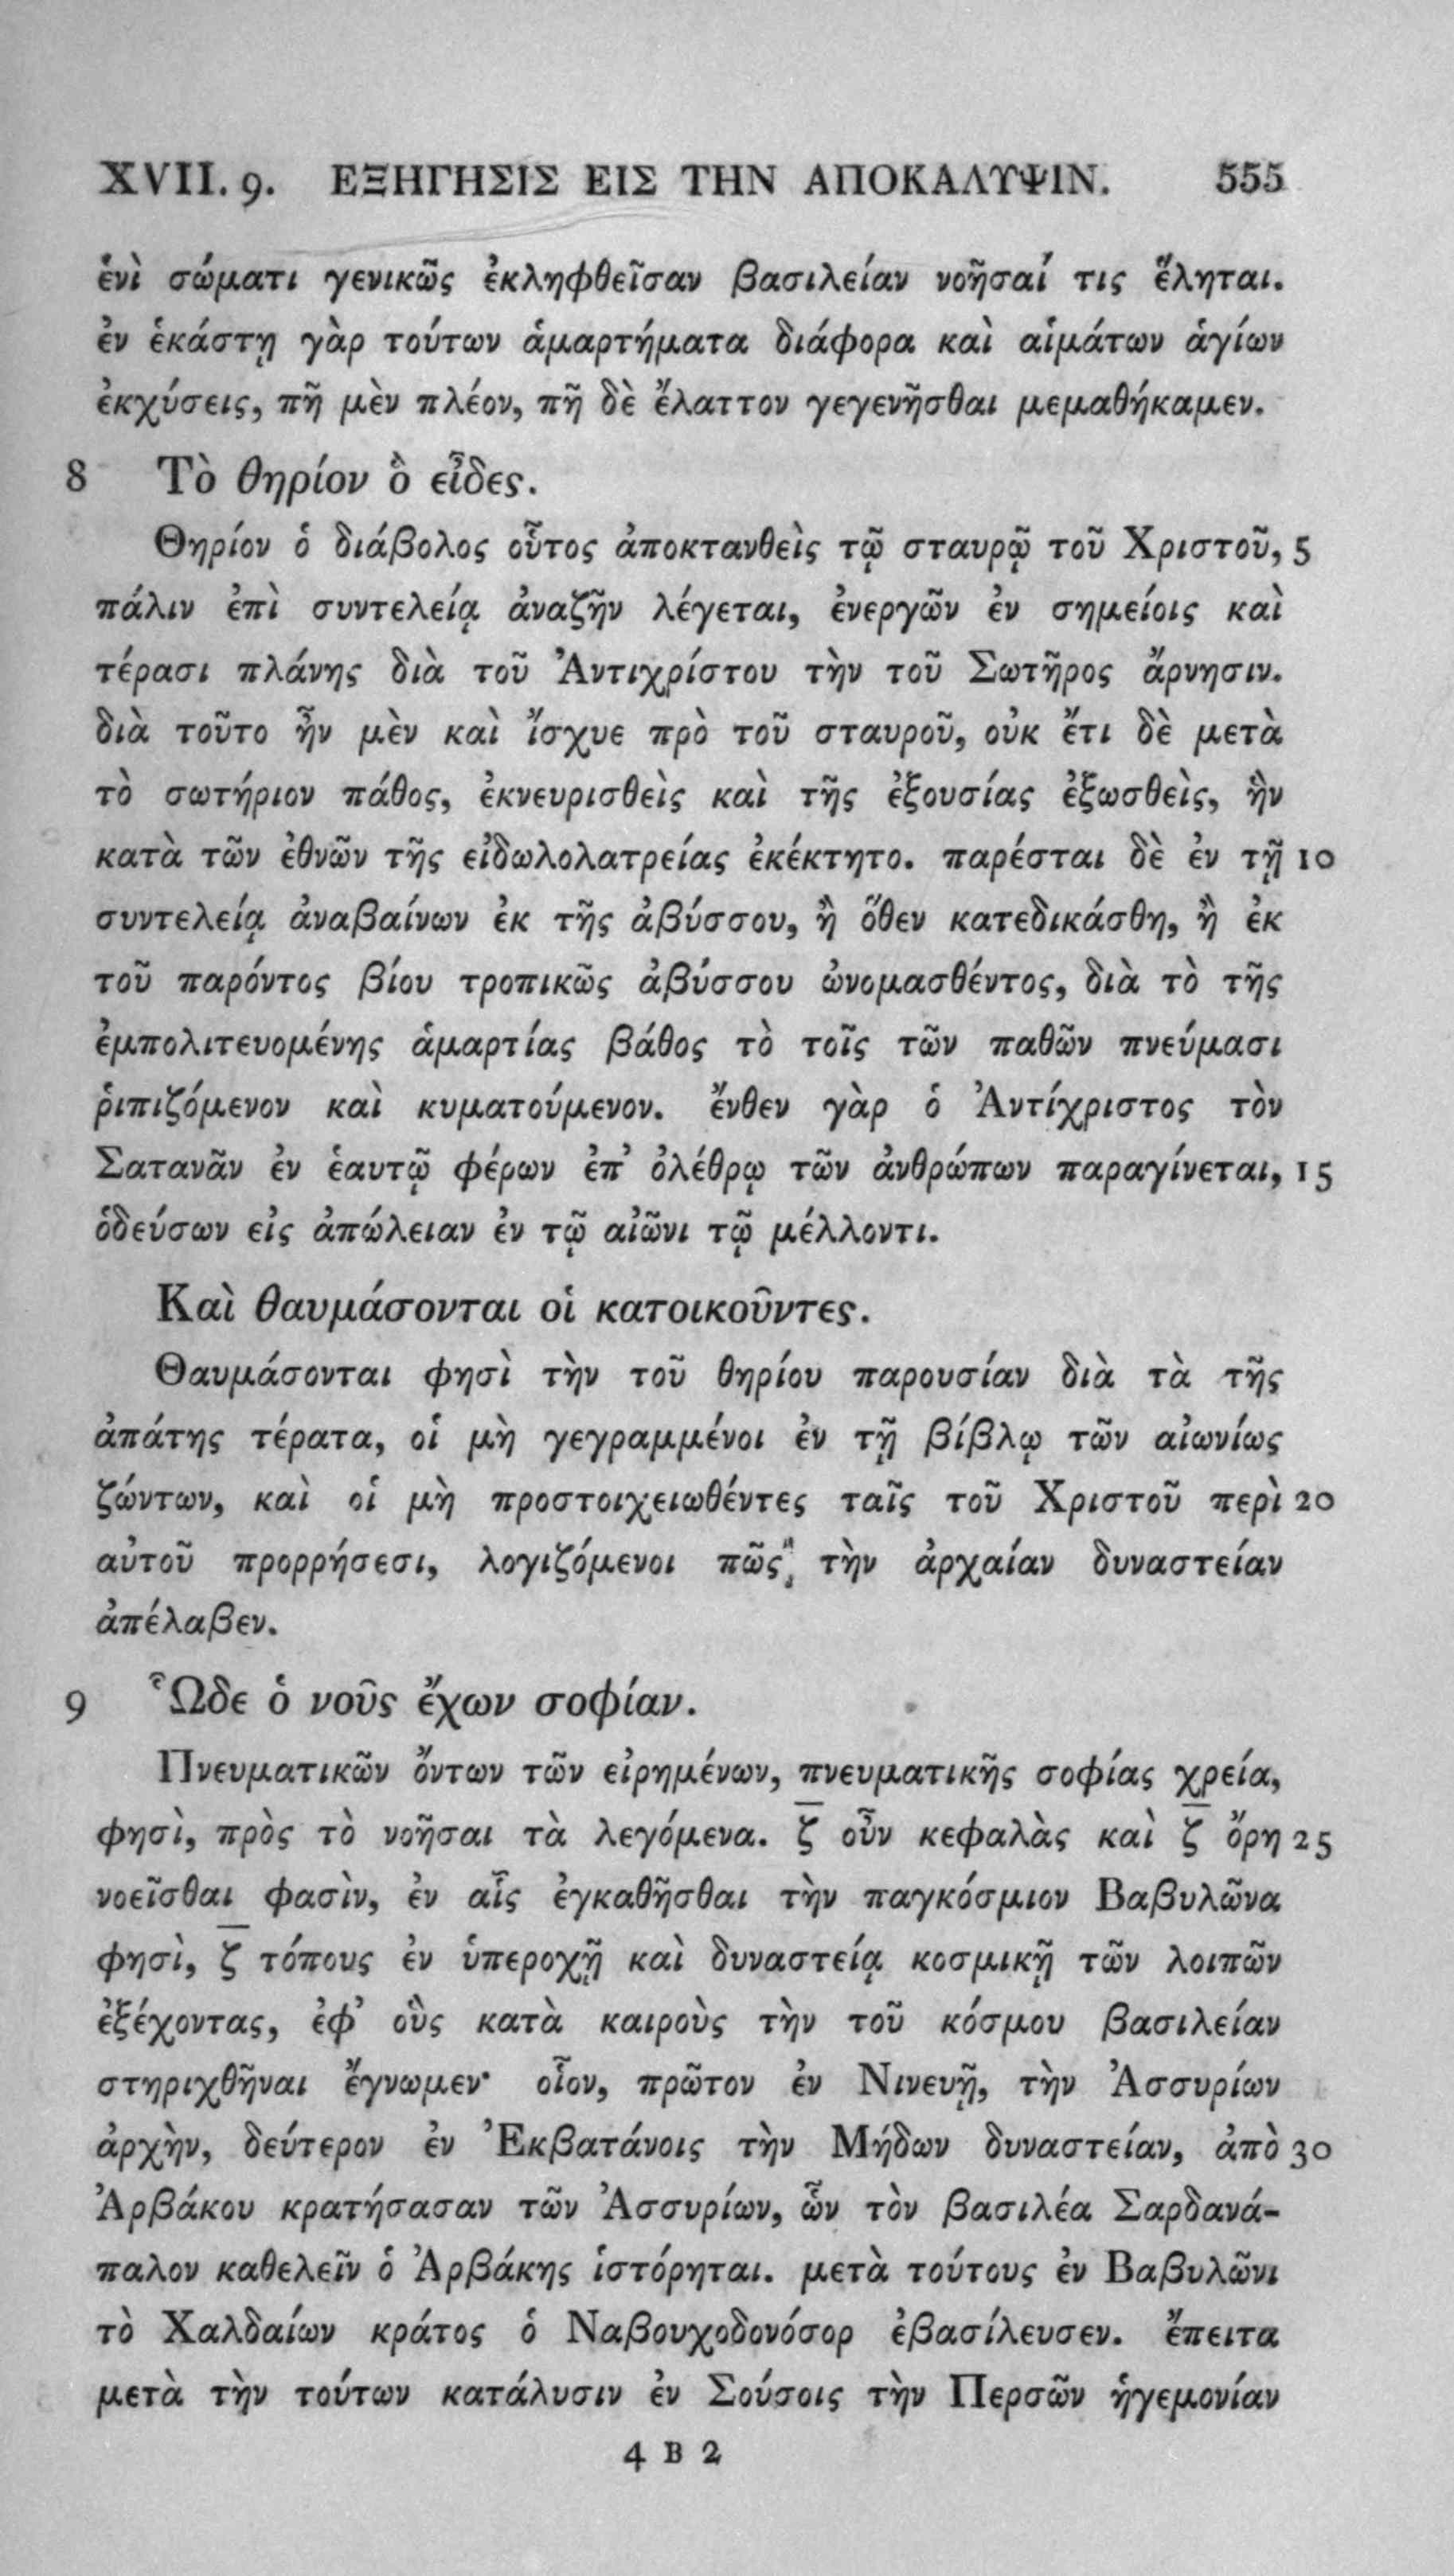 XVII. 9. ΕΞΗΓΗΣΙΣ ΕΙΣ ΤΗΝ ΑΠΟΚΑΛΥΨΙΝ. 555
ἑνὶ σώματι γενικῶς ἐκληφθεῖσαν βασιλείαν νοῆσαί τις ἕληται.
ἐν ἑκάστῃ γὰρ τούτων ἁμαρτήματα διάφορα καὶ αἱμάτων ἁγίων
ἐκχύσεις, πῆ μὲν πλέον, πῆ δὲ ἔλαττον γεγενῆσθαι μεμαθήκαμεν.
8 Τὸ θηρίον ὃ εἶδες.
Θηρίον ὁ διάβολος οὗτος ἀποκτανθεὶς τῷ σταυρῷ τοῦ Χριστοῦ, 5
πάλιν ἐπὶ συντελείᾳ ἀναζῆν λέγεται, ἐνεργῶν ἐν σημείοις καὶ
τέρασι πλάνης διὰ τοῦ Ἀντιχρίστου τὴν τοῦ Σωτῆρος ἄρνησιν.
διὰ τοῦτο ἦν μὲν καὶ ἴσχυε πρὸ τοῦ σταυροῦ, οὐκ ἔτι δὲ μετὰ
τὸ σωτήριον πάθος, ἐκνευρισθεὶς καὶ τῆς ἐξουσίας ἐξωσθεὶς, ἣν
κατὰ τῶν ἐθνῶν τῆς εἰδωλολατρείας ἐκέκτητο. παρέσται δὲ ἐν τῇ 10
συντελείᾳ ἀναβαίνων ἐκ τῆς ἀβύσσου, ἢ ὅθεν κατεδικάσθη, ἢ ἐκ
τοῦ παρόντος βίου τροπικῶς ἀβύσσου ὠνομασθέντος, διὰ τὸ τῆς
ἐμπολιτευομένης ἁμαρτίας βάθος τὸ τοῖς τῶν παθῶν πνεύμασι
ῥιπιζόμενον καὶ κυματούμενον. ἔνθεν γὰρ ὁ Ἀντίχριστος τὸν
Σατανᾶν ἐν ἑαυτῷ φέρων ἐπ’ ὀλέθρῳ τῶν ἀνθρώπων παραγίνεται, 15
ὁδεύσων εἰς ἀπώλειαν ἐν τῷ αἰῶνι τῷ μέλλοντι.
Καὶ θαυμάσονται οἱ κατοικοῦντες.
Θαυμάσονται φησὶ τὴν τοῦ θηρίου παρουσίαν διὰ τὰ τῆς
ἀπάτης τέρατα, οἱ μὴ γεγραμμένοι ἐν τῇ βίβλῳ τῶν αἰωνίως
ζώντων, καὶ οἱ μὴ προστοιχειωθέντες ταῖς τοῦ Χριστοῦ περὶ 20
αὐτοῦ προρρήσεσι, λογιζόμενοι πῶς τὴν ἀρχαίαν δυναστείαν
ἀπέλαβεν.
9 Ὧδε ὁ νοῦς ἔχων σοφίαν.
Πνευματικῶν ὄντων τῶν εἰρημένων, πνευματικῆς σοφίας χρεία,
φησὶ, πρὸς τὸ νοῆσαι τὰ λεγόμενα. ζ̅ οὖν κεφαλὰς καὶ ζ̅ ὄρη 25
νοεῖσθαι φασὶν, ἐν αἷς ἐγκαθῆσθαι τὴν παγκόσμιον Βαβυλῶνα
φησὶ, ζ̅ τόπους ἐν ὑπεροχῇ καὶ δυναστείᾳ κοσμικῇ τῶν λοιπῶν
ἐξέχοντας, ἐφ’ οὓς κατὰ καιροὺς τὴν τοῦ κόσμου βασιλείαν
στηριχθῆναι ἔγνωμεν· οἷον, πρῶτον ἐν Νινευῇ, τὴν Ἀσσυρίων
ἀρχὴν, δεύτερον ἐν Ἐκβατάνοις τὴν Μήδων δυναστείαν, ἀπὸ 30
Ἀρβάκου κρατήσασαν τῶν Ἀσσυρίων, ὧν τὸν βασιλέα Σαρδανά-
παλον καθελεῖν ὁ Ἀρβάκης ἱστόρηται. μετὰ τούτους ἐν Βαβυλῶνι
τὸ Χαλδαίων κράτος ὁ Ναβουχοδονόσορ ἐβασίλευσεν. ἔπειτα
μετὰ τὴν τούτων κατάλυσιν ἐν Σούσοις τὴν Περσῶν ἡγεμονίαν
4 B 2